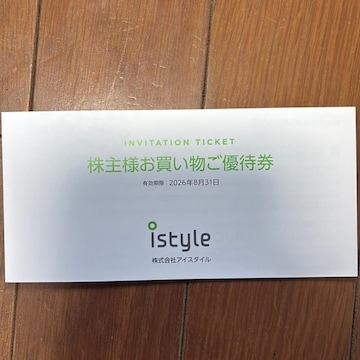 INVITATION TICKET
株主様お買い物ご優待券
有効期限：2026年8月31日
istyle
株式会社アイスタイル